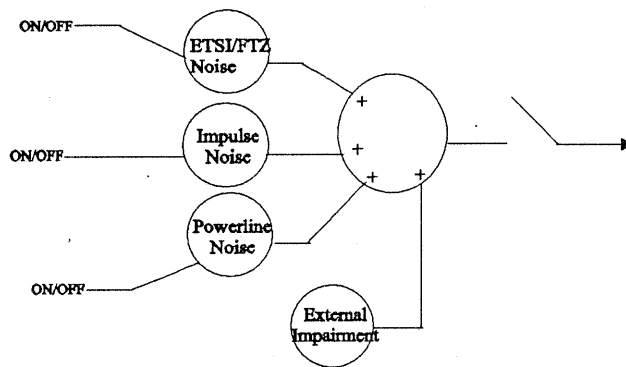 ON/OFF
ETSI/FTZ
Noise
+
ON/OFF
Impulse
Noise
+
+
+
Powerline
Noise
ON/OFF
External
Impairment